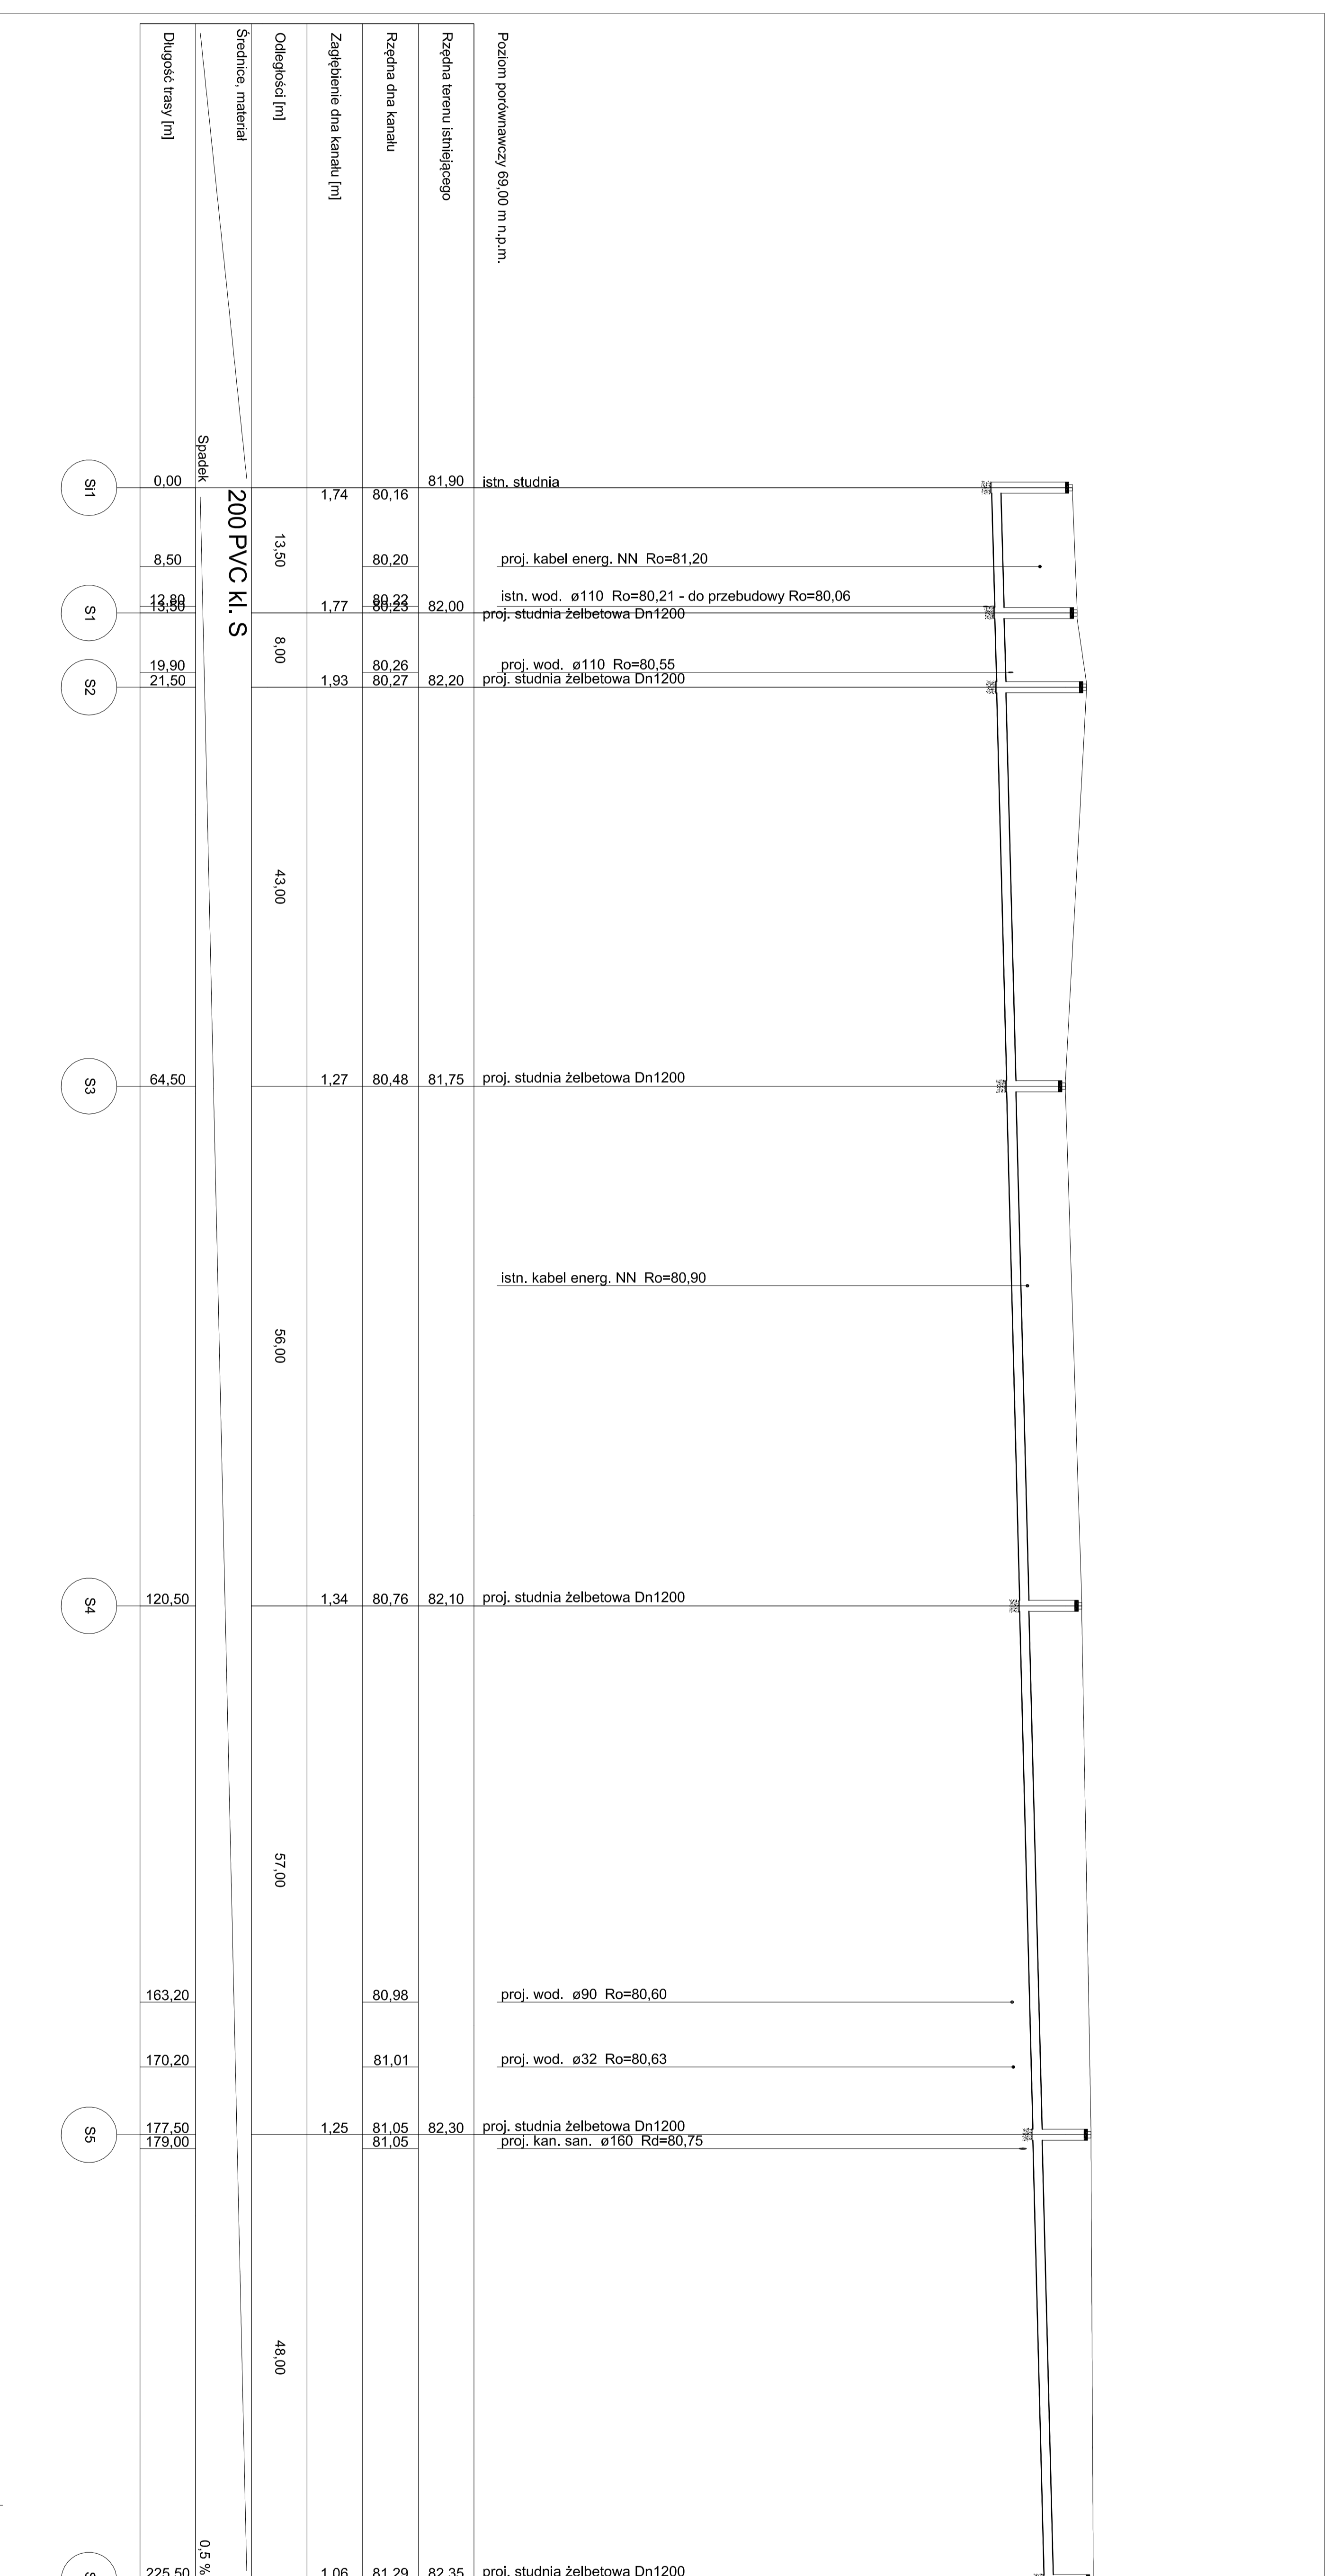 Poziom porównawczy 69,00 m n.p.m.
Rzędna terenu istniejącego
Rzędna dna kanału
Zagłębienie dna kanału [m]
Odległości [m]
Średnice, materiał
Długość trasy [m]
Spadek
200 PVC kl. S
0,5 %
Si1
0,00
1,74 80,16 81,90 istn. studnia
13,50
8,50 80,20 proj. kabel energ. NN Ro=81,20
12,80 80,22 istn. wod. ø110 Ro=80,21 - do przebudowy Ro=80,06
S1
13,50 1,77 80,23 82,00 proj. studnia żelbetowa Dn1200
8,00
19,90 80,26 proj. wod. ø110 Ro=80,55
S2
21,50 1,93 80,27 82,20 proj. studnia żelbetowa Dn1200
43,00
S3
64,50 1,27 80,48 81,75 proj. studnia żelbetowa Dn1200
istn. kabel energ. NN Ro=80,90
56,00
S4
120,50 1,34 80,76 82,10 proj. studnia żelbetowa Dn1200
57,00
163,20 80,98 proj. wod. ø90 Ro=80,60
170,20 81,01 proj. wod. ø32 Ro=80,63
S5
177,50 1,25 81,05 82,30 proj. studnia żelbetowa Dn1200
179,00 81,05 proj. kan. san. ø160 Rd=80,75
48,00
225,50 1,06 81,29 82,35 proj. studnia żelbetowa Dn1200